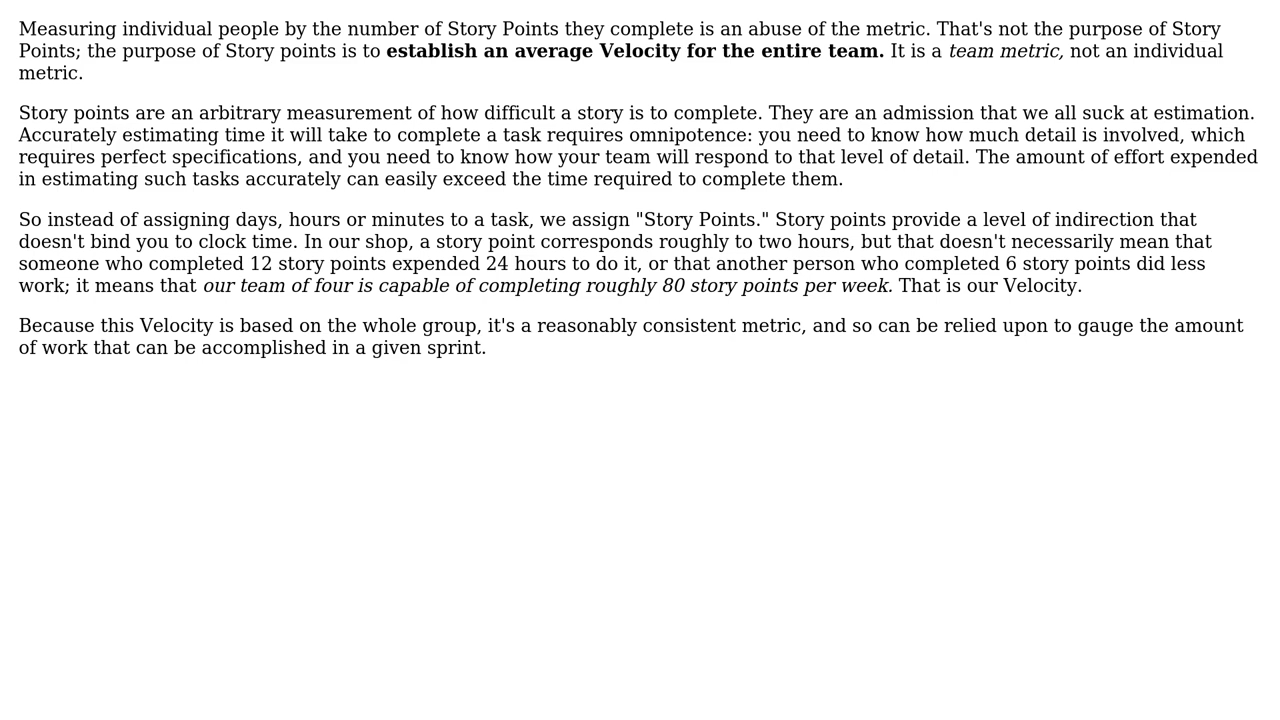 Measuring individual people by the number of Story Points they complete is an abuse of the metric. That's not the purpose of Story
Points; the purpose of Story points is to establish an average Velocity for the entire team. It is a team metric, not an individual
metric.
Story points are an arbitrary measurement of how difficult a story is to complete. They are an admission that we all suck at estimation.
Accurately estimating time it will take to complete a task requires omnipotence: you need to know how much detail is involved, which
requires perfect specifications, and you need to know how your team will respond to that level of detail. The amount of effort expended
in estimating such tasks accurately can easily exceed the time required to complete them.
So instead of assigning days, hours or minutes to a task, we assign "Story Points." Story points provide a level of indirection that
doesn't bind you to clock time. In our shop, a story point corresponds roughly to two hours, but that doesn't necessarily mean that
someone who completed 12 story points expended 24 hours to do it, or that another person who completed 6 story points did less
work; it means that our team of four is capable of completing roughly 80 story points per week. That is our Velocity.
Because this Velocity is based on the whole group, it's a reasonably consistent metric, and so can be relied upon to gauge the amount
of work that can be accomplished in a given sprint.